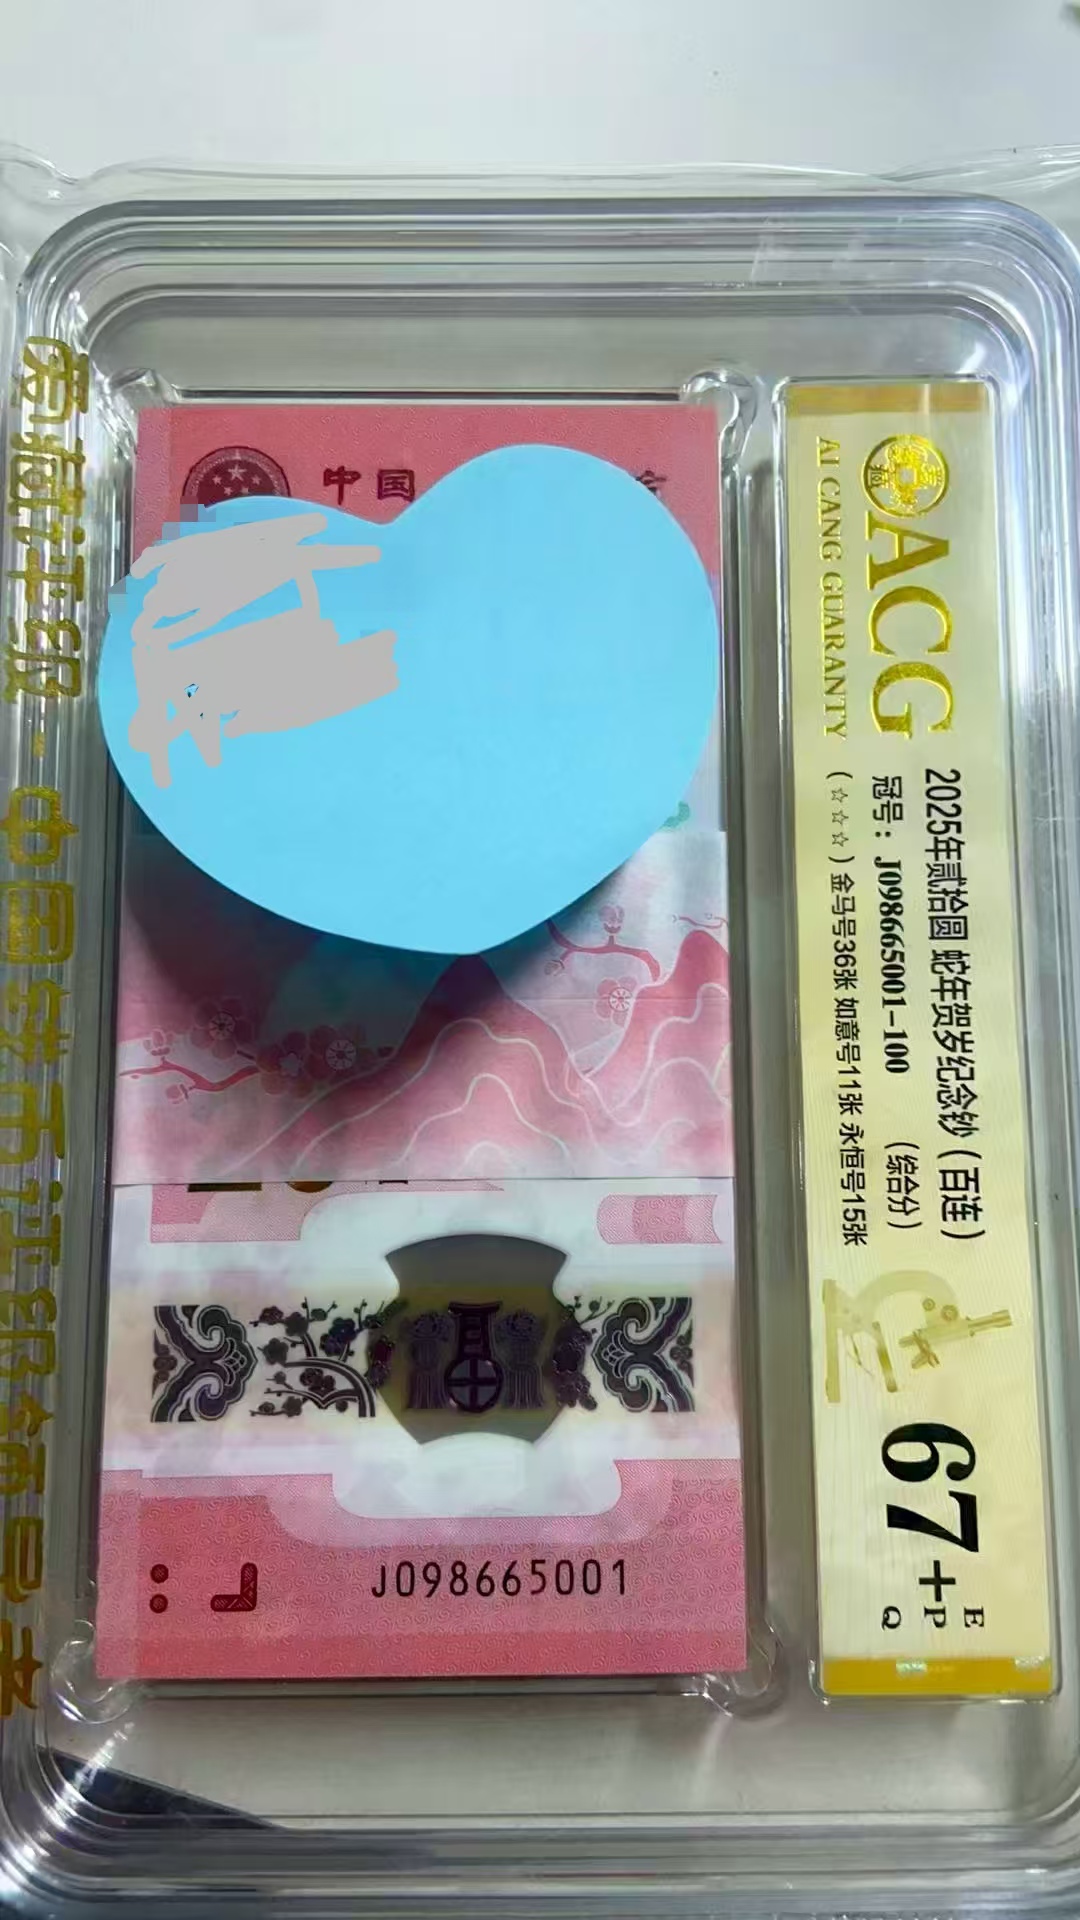 中国
J098665001
ACG
AI CANG GUARANTY
2025年贰拾圆 蛇年贺岁纪念钞（百连）
冠号：J098665001-100 （综合分）
（☆☆☆）金马号36张 如意号11张 永恒号15张
67+
E
P
Q
爱藏评级-中国钱币评级领导者